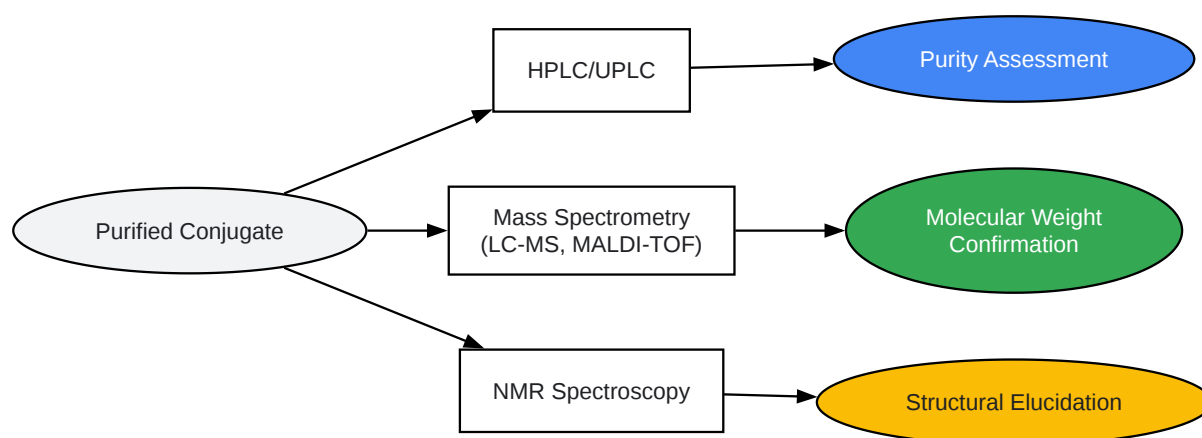 HPLC/UPLC
Purity Assessment
Purified Conjugate
Mass Spectrometry
(LC-MS, MALDI-TOF)
Molecular Weight
Confirmation
NMR Spectroscopy
Structural Elucidation